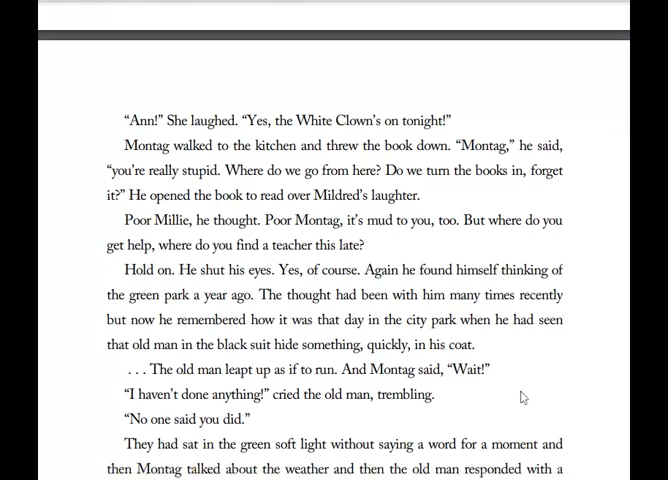 “Ann!” She laughed. “Yes, the White Clown’s on tonight!”
Montag walked to the kitchen and threw the book down. “Montag,” he said,
“you’re really stupid. Where do we go from here? Do we turn the books in, forget
it?” He opened the book to read over Mildred’s laughter.
Poor Millie, he thought. Poor Montag, it’s mud to you, too. But where do you
get help, where do you find a teacher this late?
Hold on. He shut his eyes. Yes, of course. Again he found himself thinking of
the green park a year ago. The thought had been with him many times recently
but now he remembered how it was that day in the city park when he had seen
that old man in the black suit hide something, quickly, in his coat.
. . . The old man leapt up as if to run. And Montag said, “Wait!”
“I haven’t done anything!” cried the old man, trembling.
“No one said you did.”
They had sat in the green soft light without saying a word for a moment and
then Montag talked about the weather and then the old man responded with a